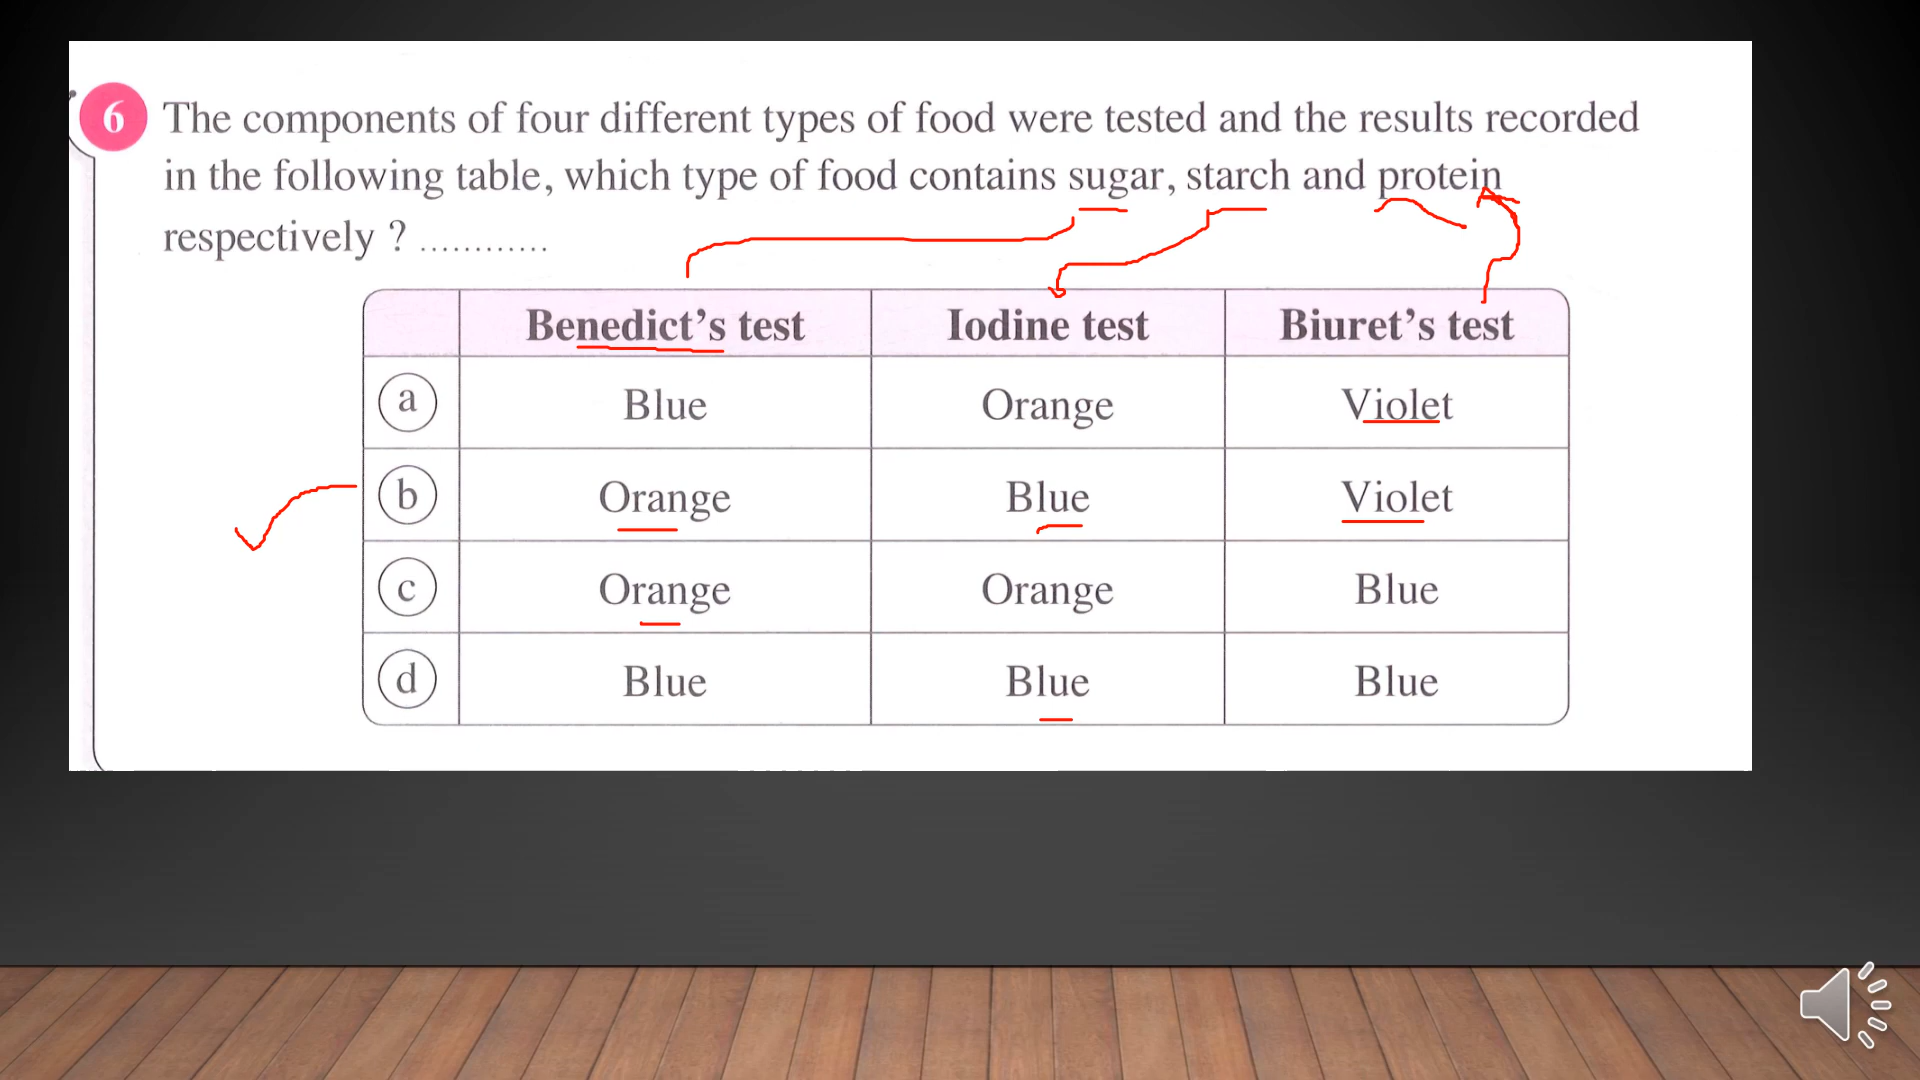 6 The components of four different types of food were tested and the results recorded
in the following table, which type of food contains sugar, starch and protein
respectively ? ............
Benedict's test Iodine test Biuret's test
a Blue Orange Violet
b Orange Blue Violet
c Orange Orange Blue
d Blue Blue Blue